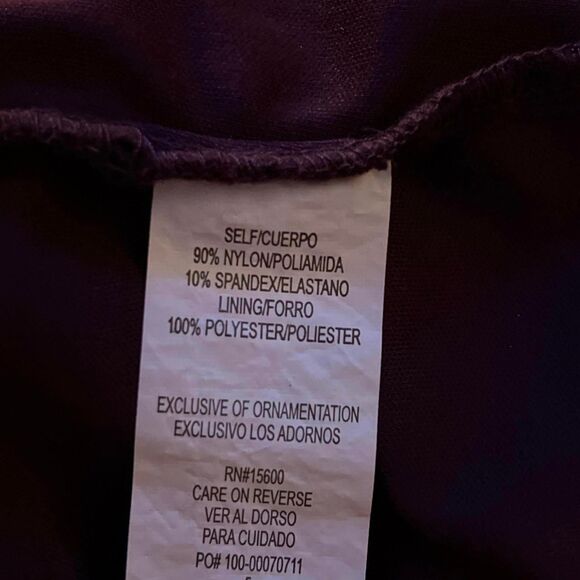 SELF/CUERPO
90% NYLON/POLIAMIDA
10% SPANDEX/ELASTANO
LINING/FORRO
100% POLYESTER/POLIESTER
EXCLUSIVE OF ORNAMENTATION
EXCLUSIVO LOS ADORNOS
RN#15600
CARE ON REVERSE
VER AL DORSO
PARA CUIDADO
PO# 100-00070711